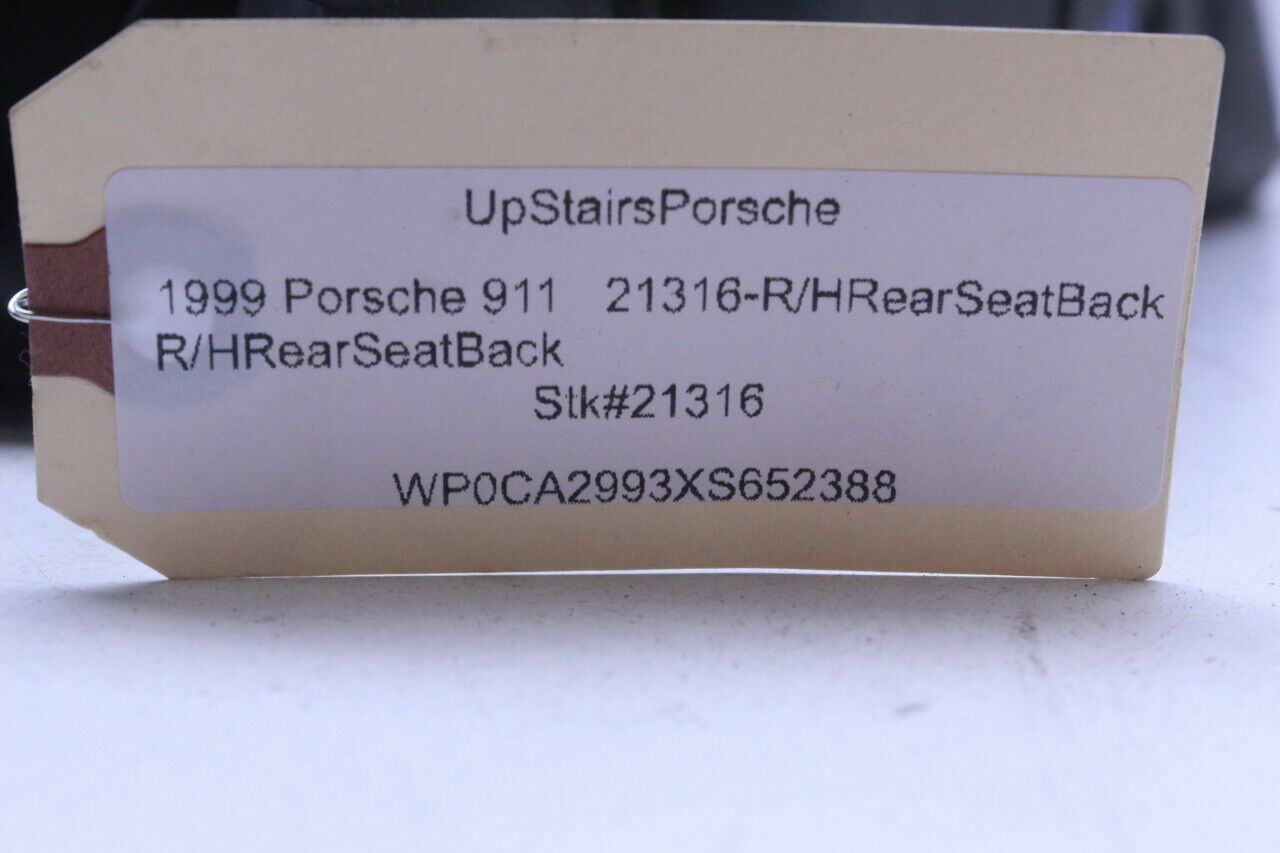 UpStairsPorsche
1999 Porsche 911 21316-R/HRearSeatBack
R/HRearSeatBack
Stk#21316
WP0CA2993XS652388